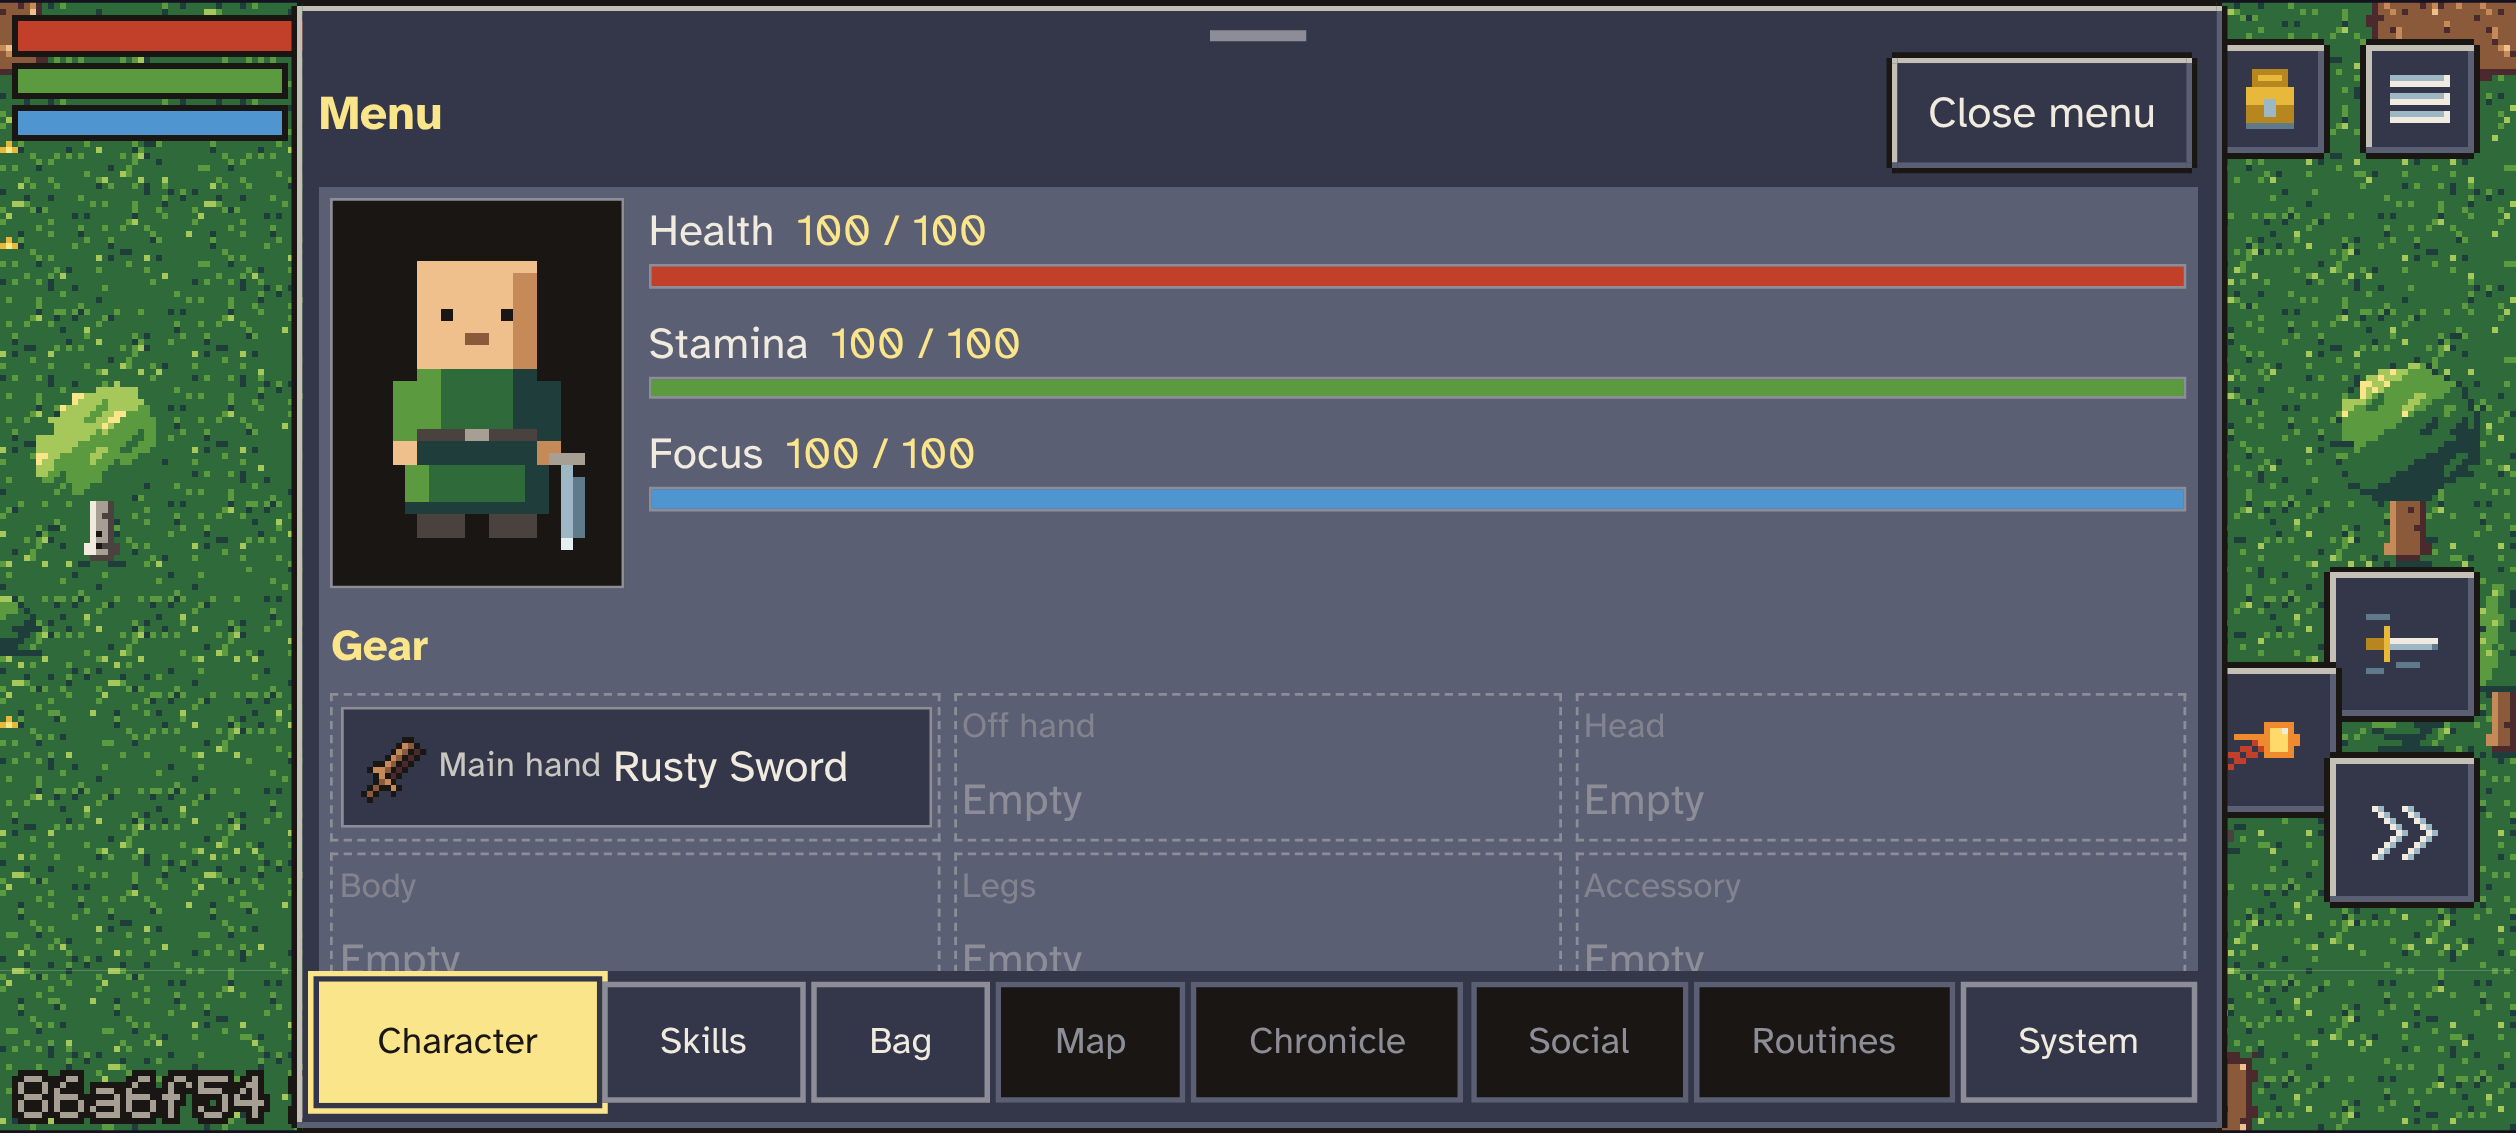 Menu
Close menu
Health 100 / 100
Stamina 100 / 100
Focus 100 / 100
Gear
Main hand Rusty Sword
Off hand
Empty
Head
Empty
Body
Empty
Legs
Empty
Accessory
Empty
Character
Skills
Bag
Map
Chronicle
Social
Routines
System
86a6f54